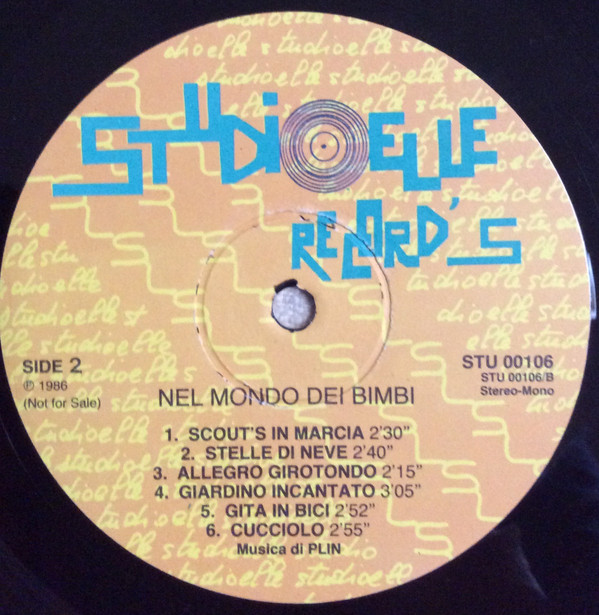 STUDIO ELLE
RECORD'S
SIDE 2
℗ 1986
(Not for Sale)
STU 00106
STU 00106/B
Stereo-Mono
NEL MONDO DEI BIMBI
1. SCOUT'S IN MARCIA 2'30"
2. STELLE DI NEVE 2'40"
3. ALLEGRO GIROTONDO 2'15"
4. GIARDINO INCANTATO 3'05"
5. GITA IN BICI 2'52"
6. CUCCIOLO 2'55"
Musica di PLIN